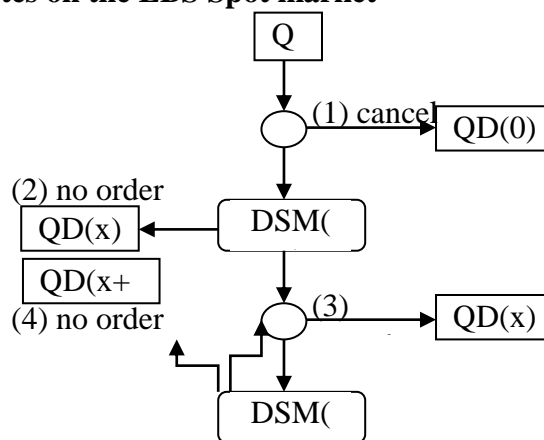 tes on the EBS Spot market
Q
(1) cancel
QD(0)
(2) no order
QD(x)
DSM(
QD(x+
(4) no order
(3)
QD(x)
DSM(